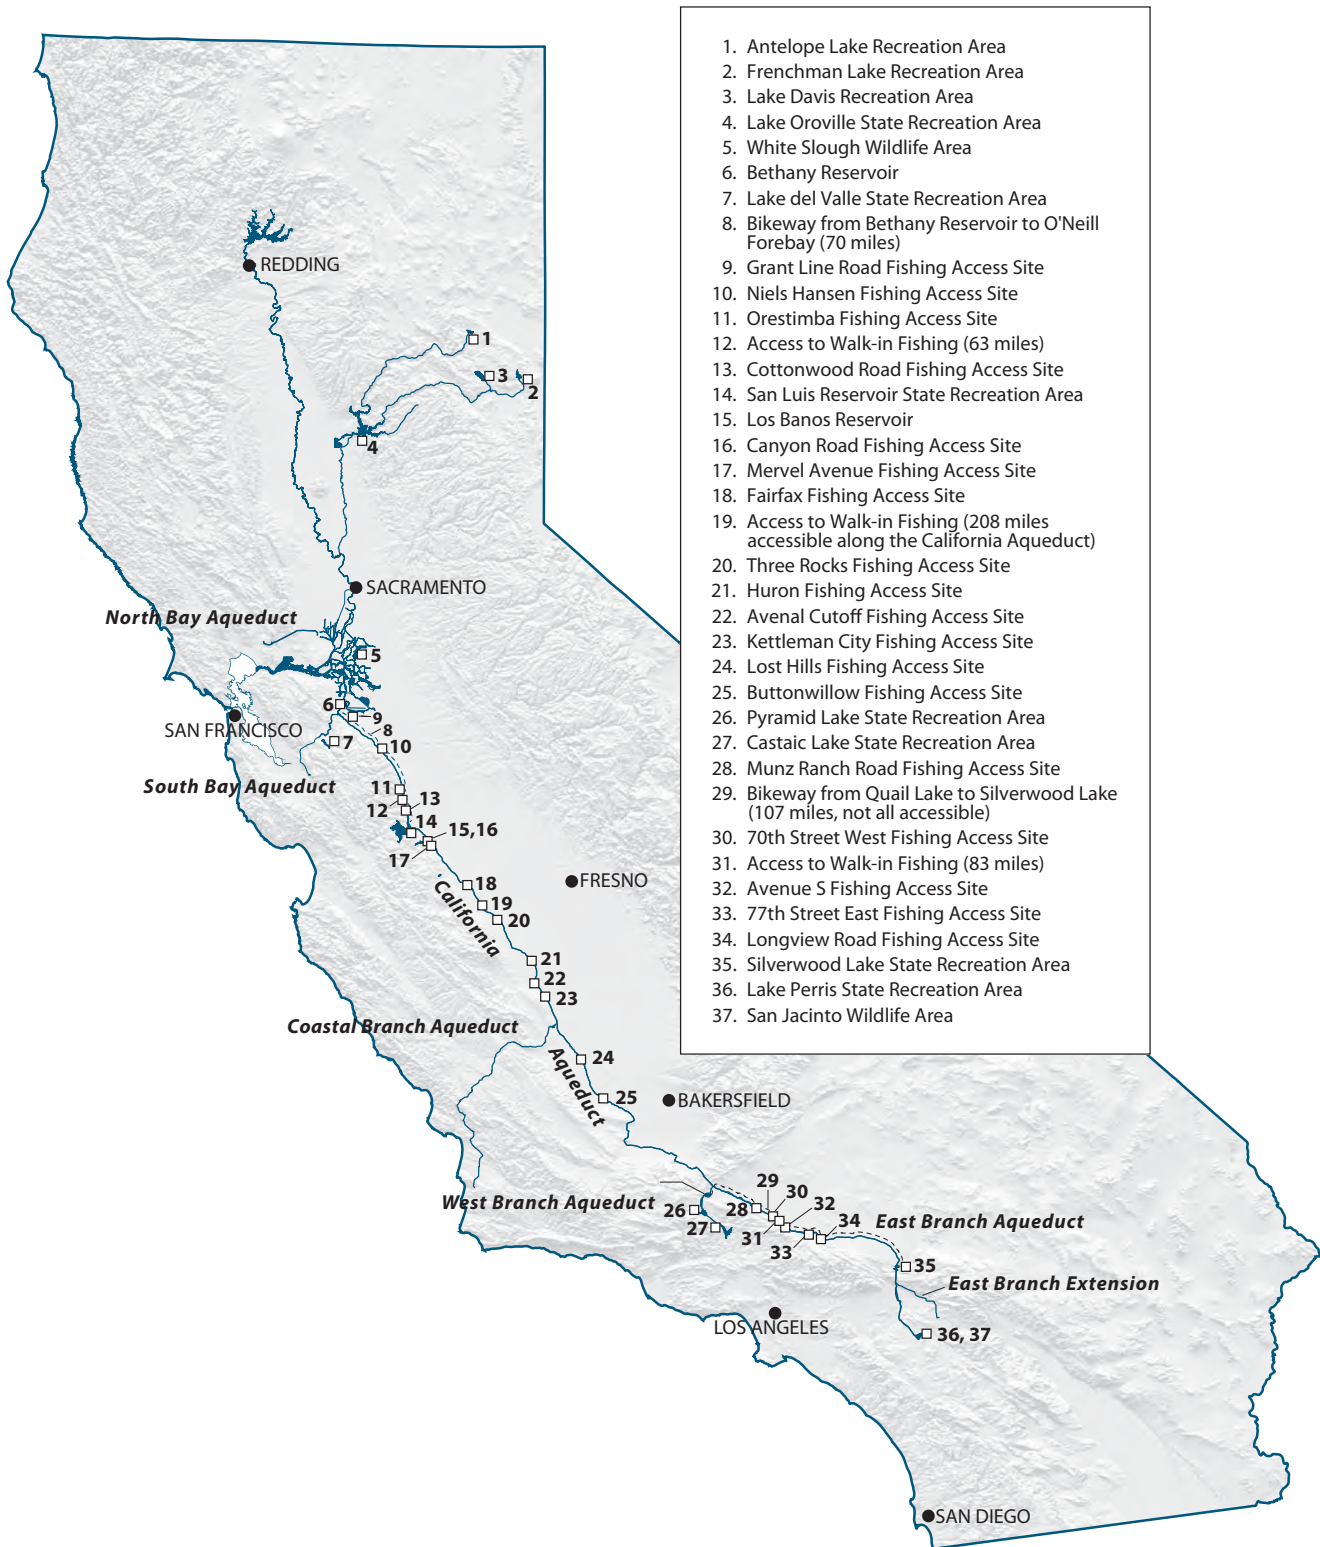 1. Antelope Lake Recreation Area
2. Frenchman Lake Recreation Area
3. Lake Davis Recreation Area
4. Lake Oroville State Recreation Area
5. White Slough Wildlife Area
6. Bethany Reservoir
7. Lake del Valle State Recreation Area
8. Bikeway from Bethany Reservoir to O'Neill
Forebay (70 miles)
9. Grant Line Road Fishing Access Site
10. Niels Hansen Fishing Access Site
11. Orestimba Fishing Access Site
12. Access to Walk-in Fishing (63 miles)
13. Cottonwood Road Fishing Access Site
14. San Luis Reservoir State Recreation Area
15. Los Banos Reservoir
16. Canyon Road Fishing Access Site
17. Mervel Avenue Fishing Access Site
18. Fairfax Fishing Access Site
19. Access to Walk-in Fishing (208 miles
accessible along the California Aqueduct)
20. Three Rocks Fishing Access Site
21. Huron Fishing Access Site
22. Avenal Cutoff Fishing Access Site
23. Kettleman City Fishing Access Site
24. Lost Hills Fishing Access Site
25. Buttonwillow Fishing Access Site
26. Pyramid Lake State Recreation Area
27. Castaic Lake State Recreation Area
28. Munz Ranch Road Fishing Access Site
29. Bikeway from Quail Lake to Silverwood Lake
(107 miles, not all accessible)
30. 70th Street West Fishing Access Site
31. Access to Walk-in Fishing (83 miles)
32. Avenue S Fishing Access Site
33. 77th Street East Fishing Access Site
34. Longview Road Fishing Access Site
35. Silverwood Lake State Recreation Area
36. Lake Perris State Recreation Area
37. San Jacinto Wildlife Area
REDDING
1
3
2
4
SACRAMENTO
North Bay Aqueduct
5
6
9
SAN FRANCISCO
8
7
10
South Bay Aqueduct
11
12
13
14
15,16
17
FRESNO
18
California
19
20
21
22
23
Coastal Branch Aqueduct
24
Aqueduct
25
BAKERSFIELD
29
30
West Branch Aqueduct
26
28
32
27
31
34
East Branch Aqueduct
33
35
East Branch Extension
LOS ANGELES
36, 37
SAN DIEGO